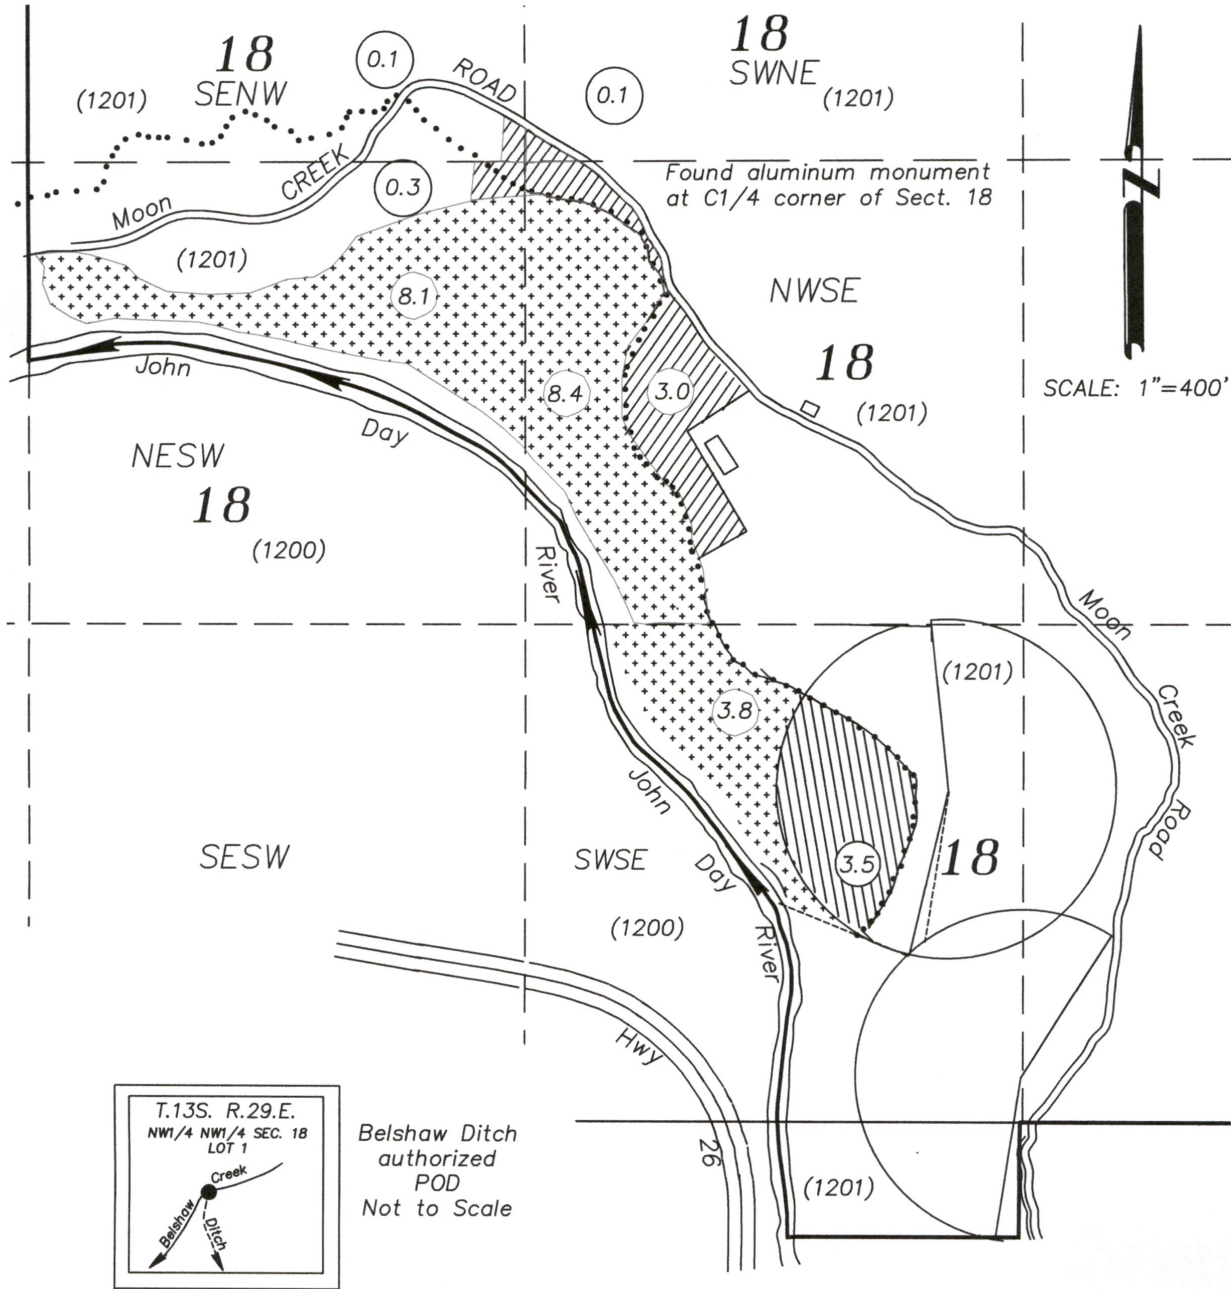 18
SENW
(1201)
0.1
ROAD
18
SWNE
(1201)
0.1
Found aluminum monument
at C1/4 corner of Sect. 18
Moon
CREEK
0.3
(1201)
8.1
NWSE
18
(1201)
N
SCALE: 1"=400'
John
Day
8.4
3.0
NESW
18
(1200)
River
Moon
Creek
Road
(1201)
3.8
John
Day
River
3.5
18
SESW
SWSE
(1200)
Hwy
26
(1201)
T.13S. R.29.E.
NW1/4 NW1/4 SEC. 18
LOT 1
Creek
Belshaw
Ditch
Belshaw Ditch
authorized
POD
Not to Scale